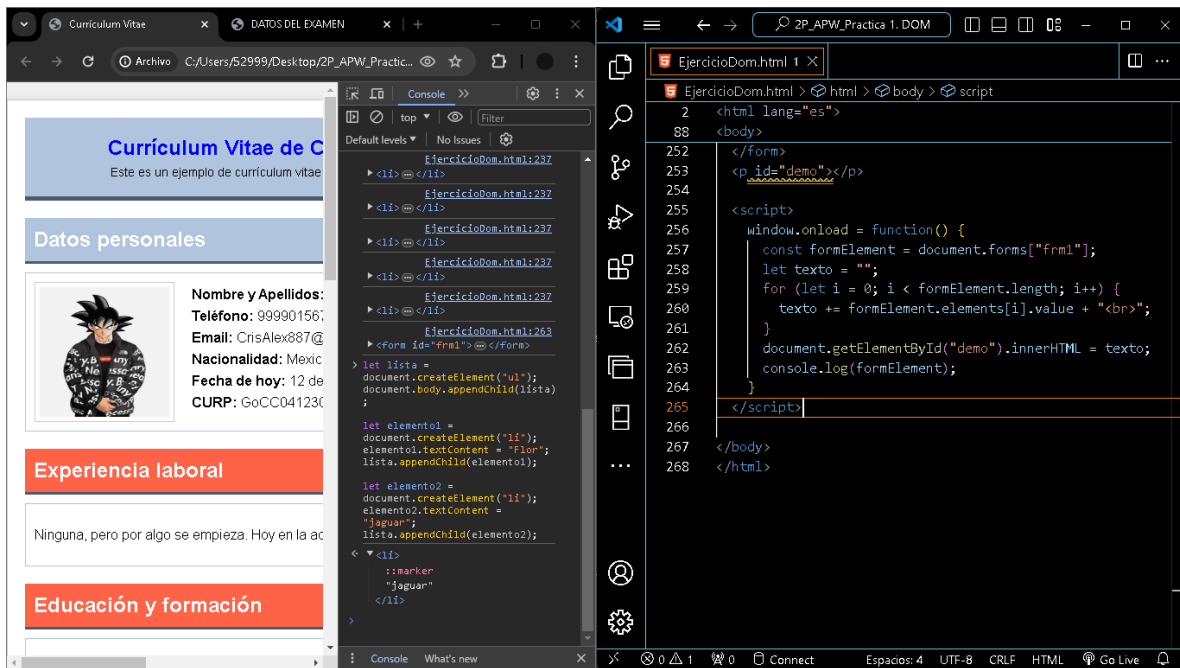 Currículum Vitae
DATOS DEL EXAMEN
Archivo C:/Users/52999/Desktop/2P_APW_Practic...
Currículum Vitae de C
Este es un ejemplo de currículum vitae
Datos personales
Nombre y Apellidos:
Teléfono: 999901567
Email: CrisAlex887@
Nacionalidad: Mexic
Fecha de hoy: 12 de
CURP: GoCC041230
Experiencia laboral
Ninguna, pero por algo se empieza. Hoy en la ac
Educación y formación
Console
top
Filter
Default levels
No Issues
EjercicioDom.html:237
<li>…</li>
EjercicioDom.html:237
<li>…</li>
EjercicioDom.html:237
<li>…</li>
EjercicioDom.html:237
<li>…</li>
EjercicioDom.html:237
<li>…</li>
EjercicioDom.html:263
<form id="frm1">…</form>
> let lista =
document.createElement("ul");
document.body.appendChild(lista)
;
let elemento1 =
document.createElement("li");
elemento1.textContent = "Flor";
lista.appendChild(elemento1);
let elemento2 =
document.createElement("li");
elemento2.textContent =
"jaguar";
lista.appendChild(elemento2);
<li>
::marker
"jaguar"
</li>
>
Console What's new
2P_APW_Practica 1. DOM
EjercicioDom.html 1
EjercicioDom.html > html > body > script
2 <html lang="es">
88 <body>
252 </form>
253 <p id="demo"></p>
254
255 <script>
256 window.onload = function() {
257 const formElement = document.forms["frm1"];
258 let texto = "";
259 for (let i = 0; i < formElement.length; i++) {
260 texto += formElement.elements[i].value + "<br>";
261 }
262 document.getElementById("demo").innerHTML = texto;
263 console.log(formElement);
264 }
265 </script>
266
267 </body>
268 </html>
0 1 0 Connect Espacios: 4 UTF-8 CRLF HTML Go Live